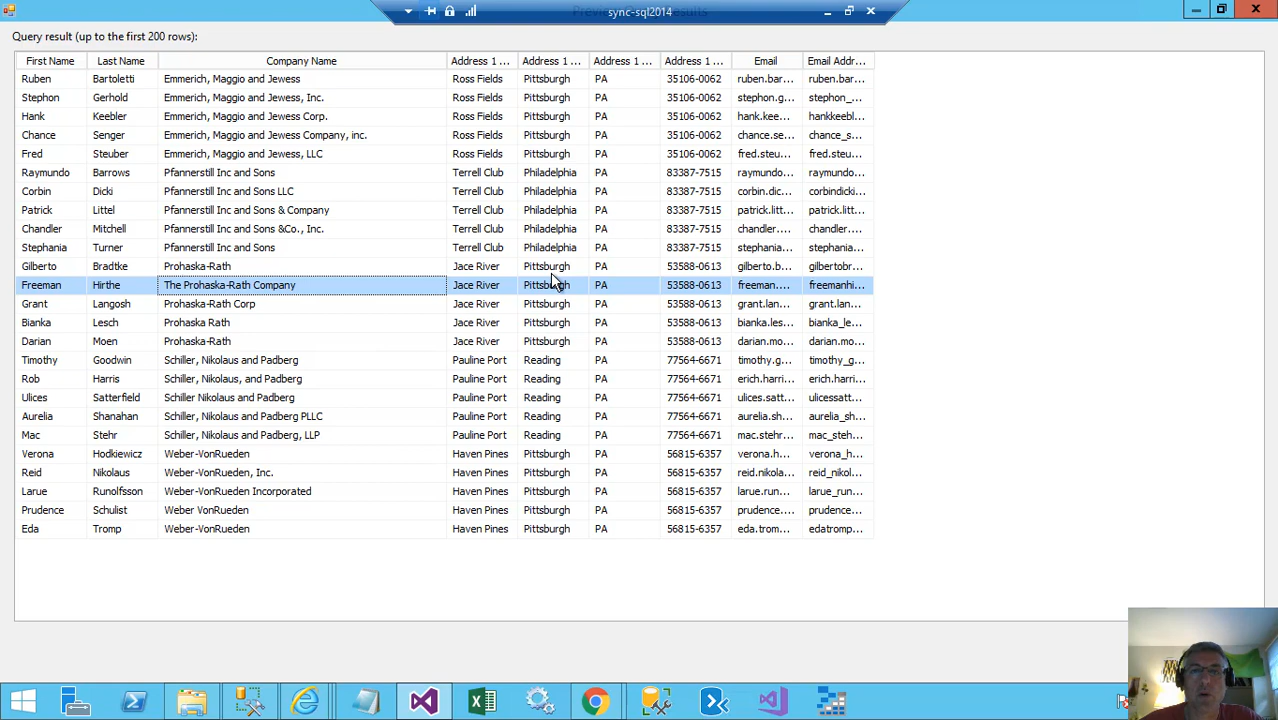 sync-sql2014
Query result (up to the first 200 rows):
First Name Last Name Company Name Address 1 ... Address 1 ... Address 1 ... Address 1 ... Email Email Addr...
Ruben Bartoletti Emmerich, Maggio and Jewess Ross Fields Pittsburgh PA 35106-0062 ruben.bar... ruben.bar...
Stephon Gerhold Emmerich, Maggio and Jewess, Inc. Ross Fields Pittsburgh PA 35106-0062 stephon.g... stephon_...
Hank Keebler Emmerich, Maggio and Jewess Corp. Ross Fields Pittsburgh PA 35106-0062 hank.kee... hankkeebl...
Chance Senger Emmerich, Maggio and Jewess Company, inc. Ross Fields Pittsburgh PA 35106-0062 chance.se... chance_s...
Fred Steuber Emmerich, Maggio and Jewess, LLC Ross Fields Pittsburgh PA 35106-0062 fred.steu... fred.steu...
Raymundo Barrows Pfannerstill Inc and Sons Terrell Club Philadelphia PA 83387-7515 raymundo... raymundo...
Corbin Dicki Pfannerstill Inc and Sons LLC Terrell Club Philadelphia PA 83387-7515 corbin.dic... corbindicki...
Patrick Littel Pfannerstill Inc and Sons & Company Terrell Club Philadelphia PA 83387-7515 patrick.litt... patrick.litt...
Chandler Mitchell Pfannerstill Inc and Sons &Co., Inc. Terrell Club Philadelphia PA 83387-7515 chandler.... chandler....
Stephania Turner Pfannerstill Inc and Sons Terrell Club Philadelphia PA 83387-7515 stephania... stephania...
Gilberto Bradtke Prohaska-Rath Jace River Pittsburgh PA 53588-0613 gilberto.b... gilbertobr...
Freeman Hirthe The Prohaska-Rath Company Jace River Pittsburgh PA 53588-0613 freeman.... freemanhi...
Grant Langosh Prohaska-Rath Corp Jace River Pittsburgh PA 53588-0613 grant.lan... grant.lan...
Bianka Lesch Prohaska Rath Jace River Pittsburgh PA 53588-0613 bianka.les... bianka_le...
Darian Moen Prohaska-Rath Jace River Pittsburgh PA 53588-0613 darian.mo... darian.mo...
Timothy Goodwin Schiller, Nikolaus and Padberg Pauline Port Reading PA 77564-6671 timothy.g... timothy_g...
Rob Harris Schiller, Nikolaus, and Padberg Pauline Port Reading PA 77564-6671 erich.harri... erich.harri...
Ulices Satterfield Schiller Nikolaus and Padberg Pauline Port Reading PA 77564-6671 ulices.satt... ulicessatt...
Aurelia Shanahan Schiller, Nikolaus and Padberg PLLC Pauline Port Reading PA 77564-6671 aurelia.sh... aurelia_sh...
Mac Stehr Schiller, Nikolaus and Padberg, LLP Pauline Port Reading PA 77564-6671 mac.stehr... mac_steh...
Verona Hodkiewicz Weber-VonRueden Haven Pines Pittsburgh PA 56815-6357 verona.h... verona_h...
Reid Nikolaus Weber-VonRueden, Inc. Haven Pines Pittsburgh PA 56815-6357 reid.nikola... reid_nikol...
Larue Runolfsson Weber-VonRueden Incorporated Haven Pines Pittsburgh PA 56815-6357 larue.run... larue_run...
Prudence Schulist Weber VonRueden Haven Pines Pittsburgh PA 56815-6357 prudence.... prudence...
Eda Tromp Weber-VonRueden Haven Pines Pittsburgh PA 56815-6357 eda.trom... edatromp...